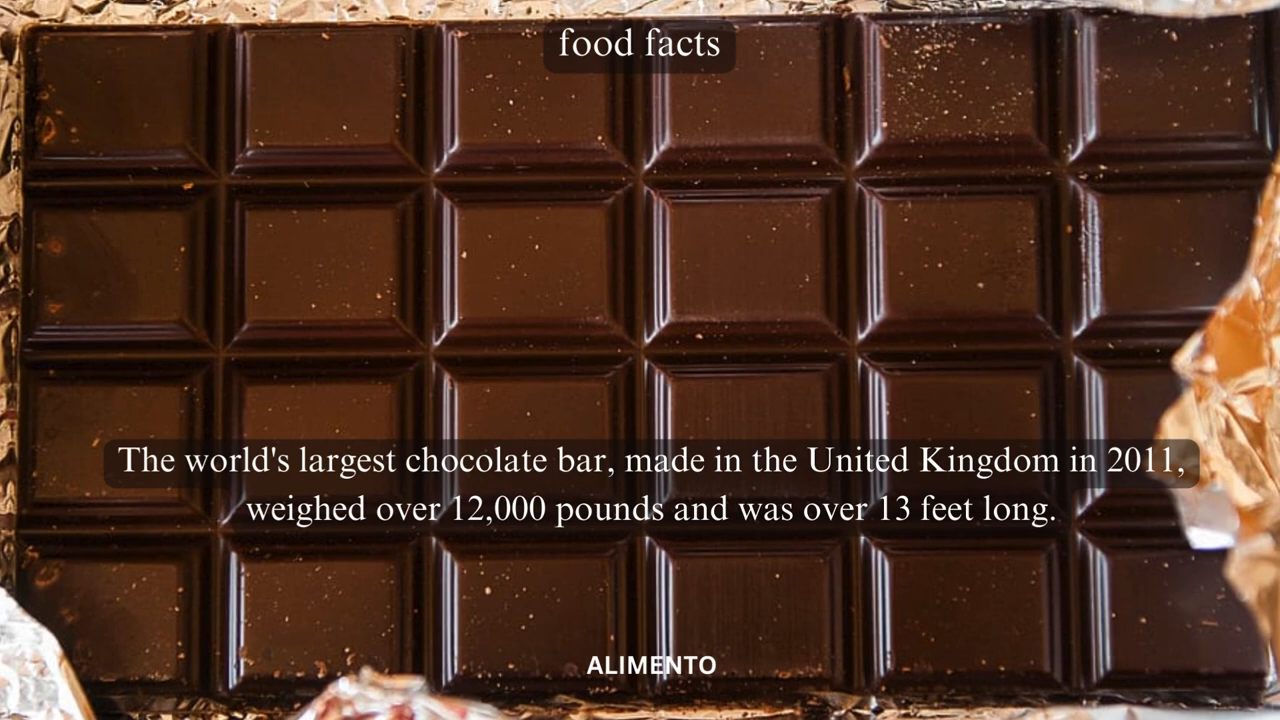 food facts
The world's largest chocolate bar, made in the United Kingdom in 2011,
weighed over 12,000 pounds and was over 13 feet long.
ALIMENTO